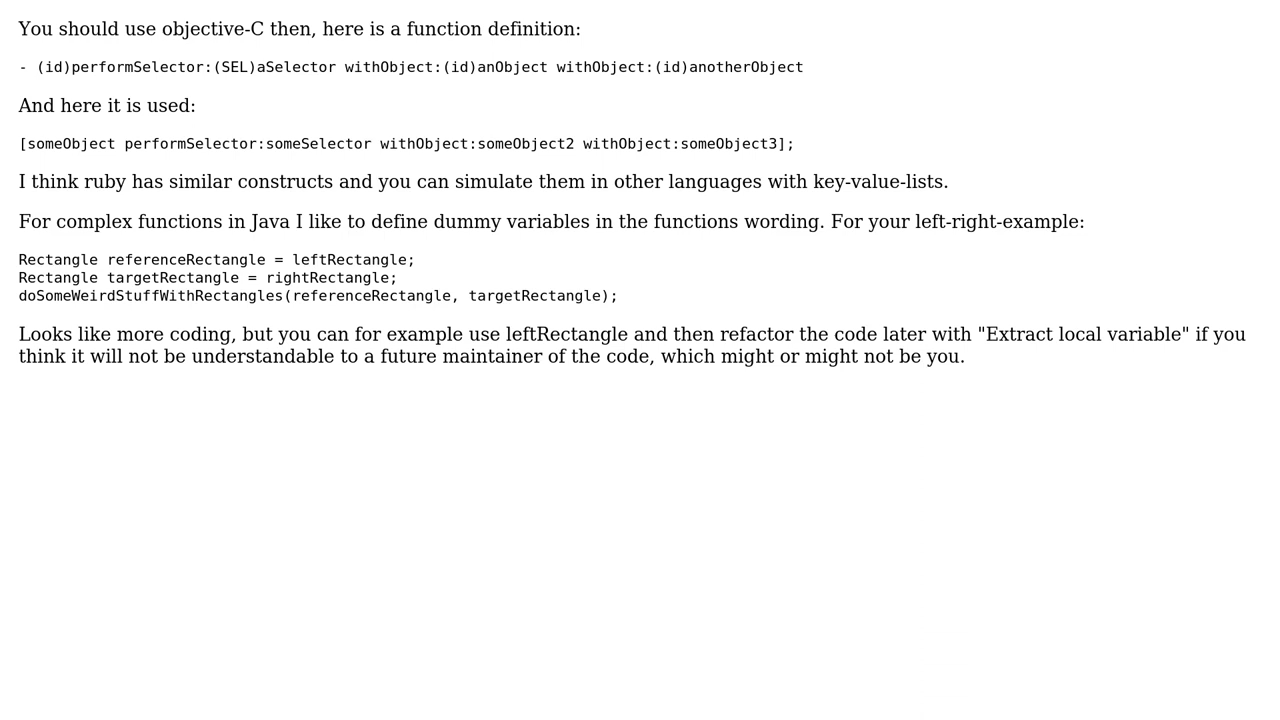 You should use objective-C then, here is a function definition:
- (id)performSelector:(SEL)aSelector withObject:(id)anObject withObject:(id)anotherObject
And here it is used:
[someObject performSelector:someSelector withObject:someObject2 withObject:someObject3];
I think ruby has similar constructs and you can simulate them in other languages with key-value-lists.
For complex functions in Java I like to define dummy variables in the functions wording. For your left-right-example:
Rectangle referenceRectangle = leftRectangle;
Rectangle targetRectangle = rightRectangle;
doSomeWeirdStuffWithRectangles(referenceRectangle, targetRectangle);
Looks like more coding, but you can for example use leftRectangle and then refactor the code later with "Extract local variable" if you
think it will not be understandable to a future maintainer of the code, which might or might not be you.